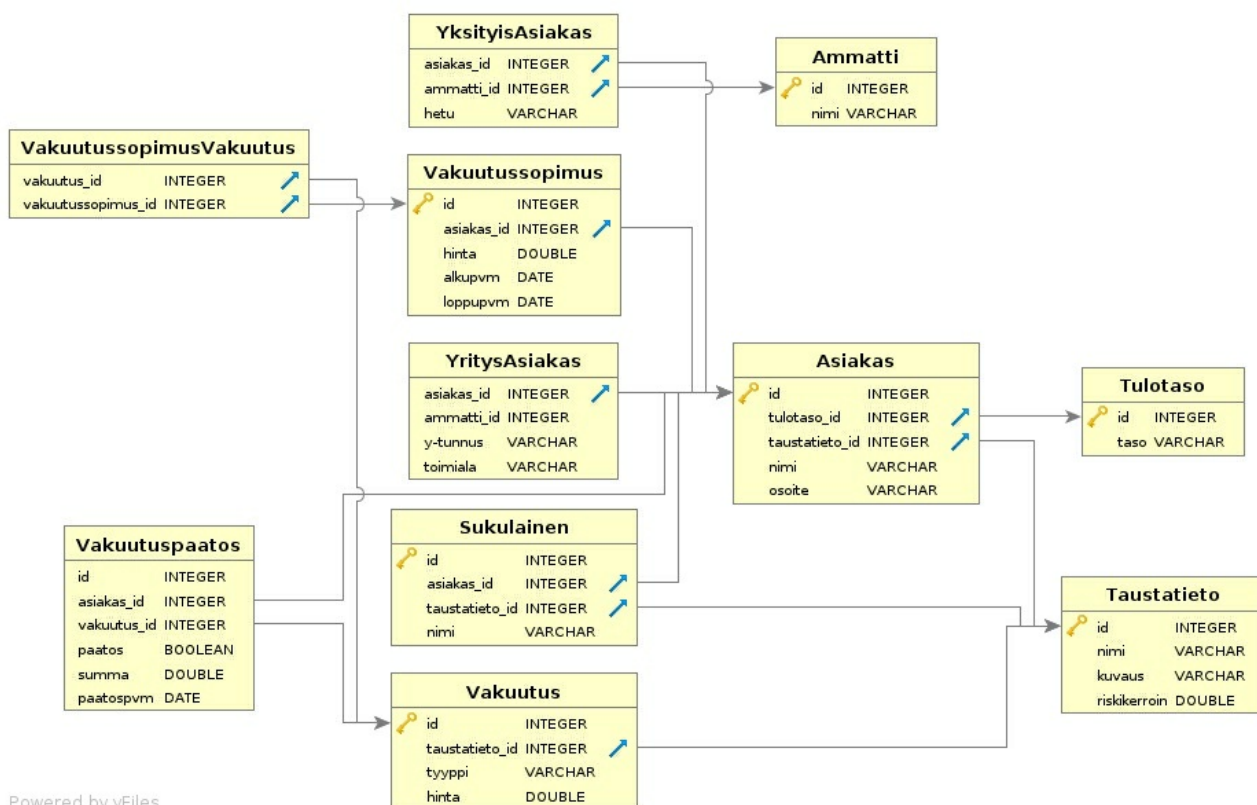 YksityisAsiakas
asiakas_id INTEGER
ammatti_id INTEGER
hetu VARCHAR
Ammatti
id INTEGER
nimi VARCHAR
VakuutussopimusVakuutus
vakuutus_id INTEGER
vakuutussopimus_id INTEGER
Vakuutussopimus
id INTEGER
asiakas_id INTEGER
hinta DOUBLE
alkupvm DATE
loppupvm DATE
YritysAsiakas
asiakas_id INTEGER
ammatti_id INTEGER
y-tunnus VARCHAR
toimiala VARCHAR
Asiakas
id INTEGER
tulotaso_id INTEGER
taustatieto_id INTEGER
nimi VARCHAR
osoite VARCHAR
Tulotaso
id INTEGER
taso VARCHAR
Vakuutuspaatos
id INTEGER
asiakas_id INTEGER
vakuutus_id INTEGER
paatos BOOLEAN
summa DOUBLE
paatospvm DATE
Sukulainen
id INTEGER
asiakas_id INTEGER
taustatieto_id INTEGER
nimi VARCHAR
Taustatieto
id INTEGER
nimi VARCHAR
kuvaus VARCHAR
riskikerroin DOUBLE
Vakuutus
id INTEGER
taustatieto_id INTEGER
tyyppi VARCHAR
hinta DOUBLE
Powered by yFiles